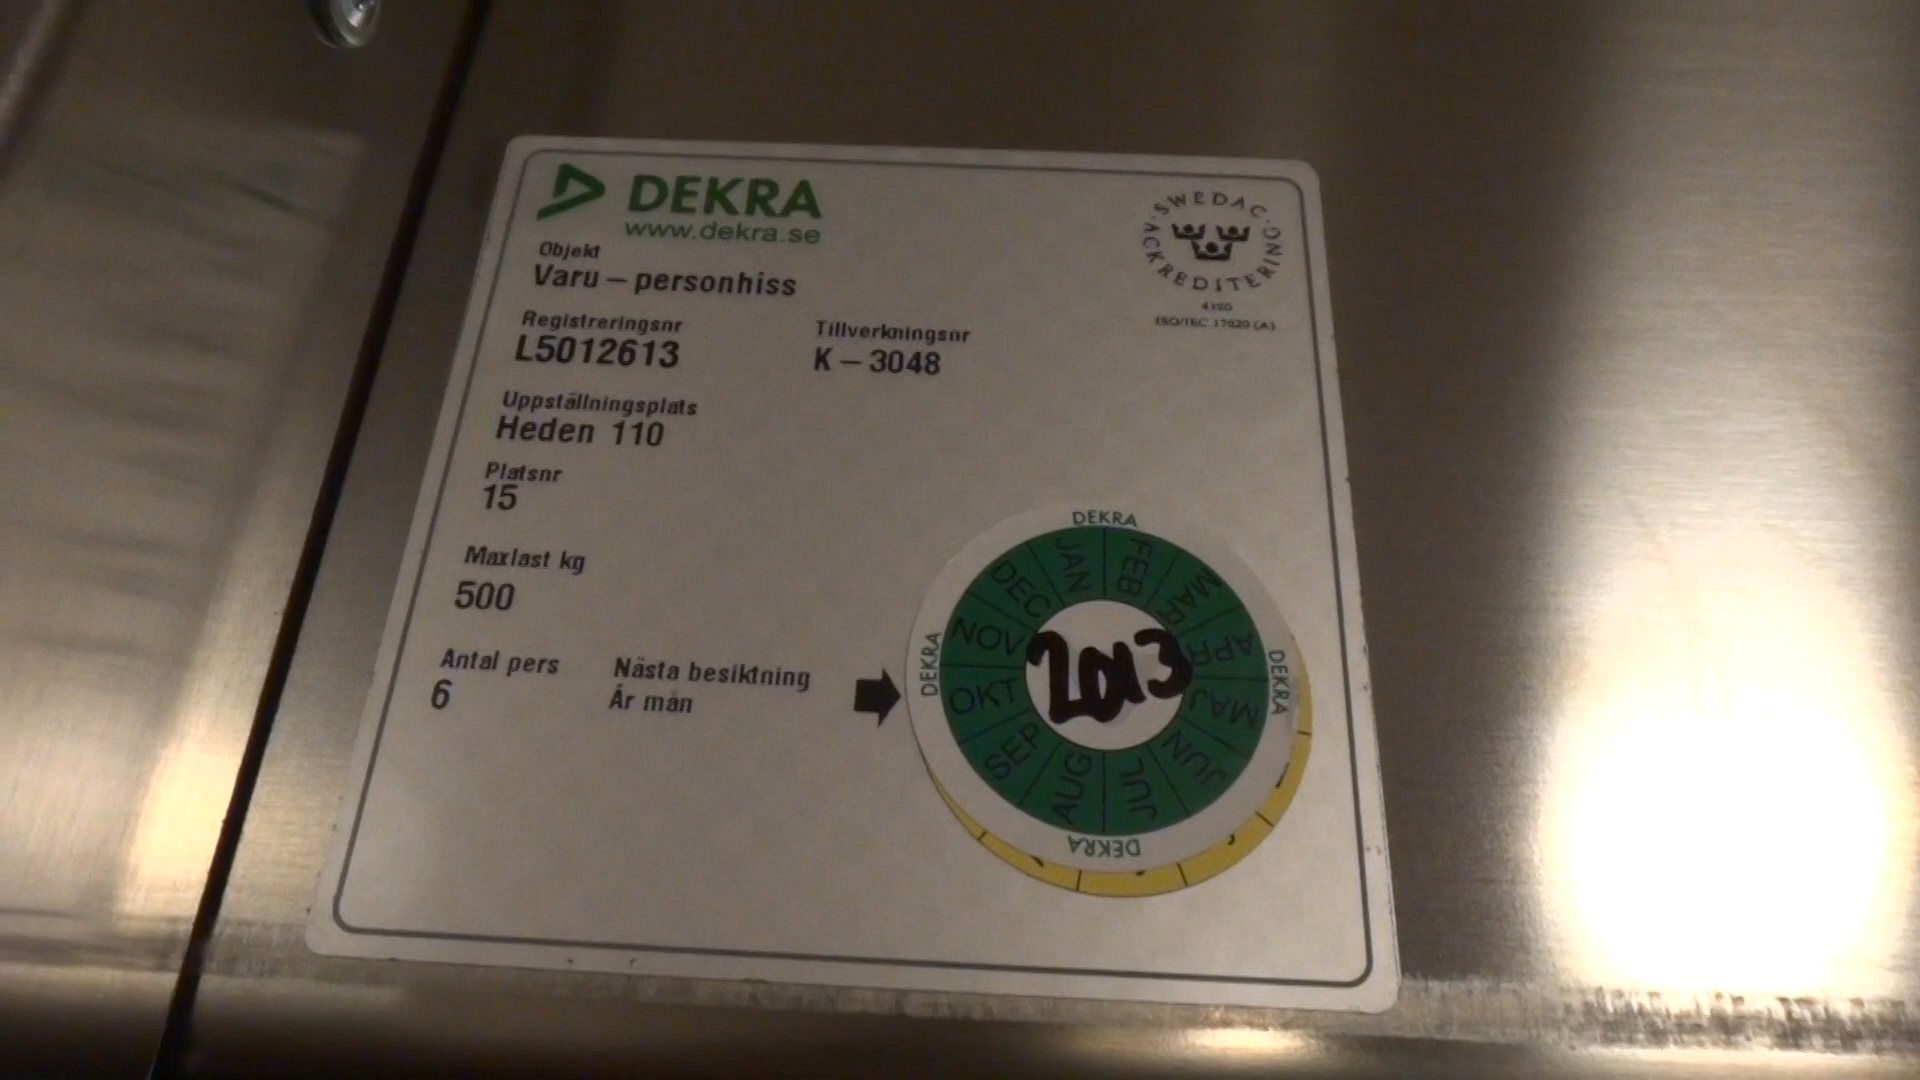 DEKRA
www.dekra.se
SWEDAC ACKREDITERING
ISO/IEC 17020 (A)
Objekt
Varu – personhiss
Registreringsnr
L5012613
Tillverkningsnr
K – 3048
Uppställningsplats
Heden 110
Platsnr
15
Maxlast kg
500
Antal pers
6
Nästa besiktning
År mån
DEKRA
DEKRA
DEKRA
DEKRA
JAN
FEB
MAR
APR
MAJ
JUN
JUL
AUG
SEP
OKT
NOV
DEC
2013